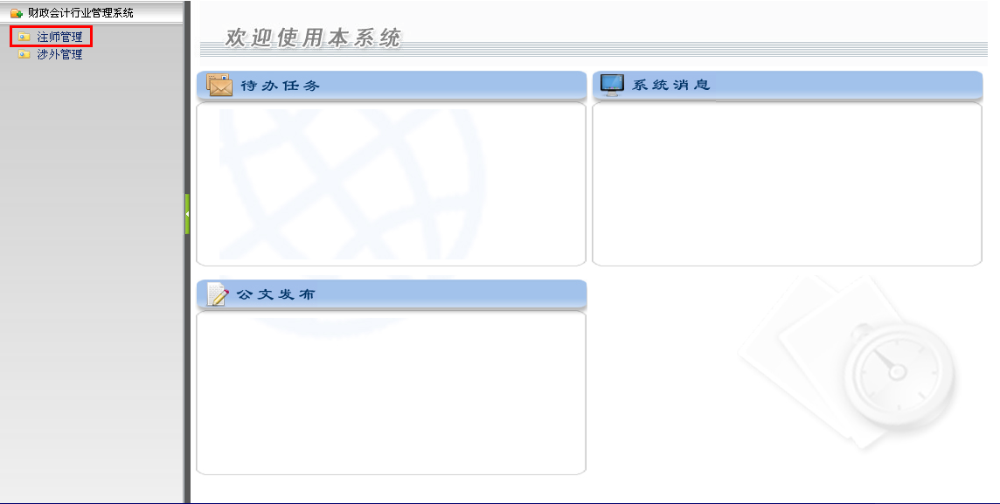 财政会计行业管理系统
注师管理
涉外管理
欢迎使用本系统
待办任务
系统消息
公文发布